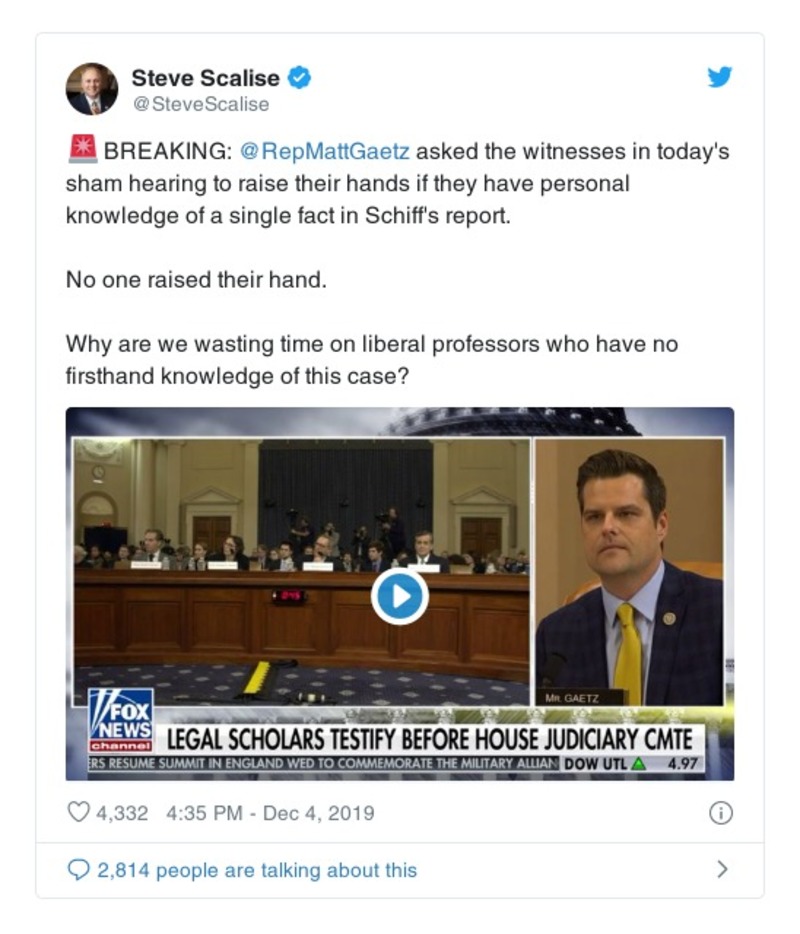 Steve Scalise
@SteveScalise
🚨 BREAKING: @RepMattGaetz asked the witnesses in today's
sham hearing to raise their hands if they have personal
knowledge of a single fact in Schiff's report.
No one raised their hand.
Why are we wasting time on liberal professors who have no
firsthand knowledge of this case?
MR. GAETZ
FOX
NEWS
channel
LEGAL SCHOLARS TESTIFY BEFORE HOUSE JUDICIARY CMTE
ERS RESUME SUMMIT IN ENGLAND WED TO COMMEMORATE THE MILITARY ALLIAN DOW UTL ▲ 4.97
4,332 4:35 PM - Dec 4, 2019
2,814 people are talking about this